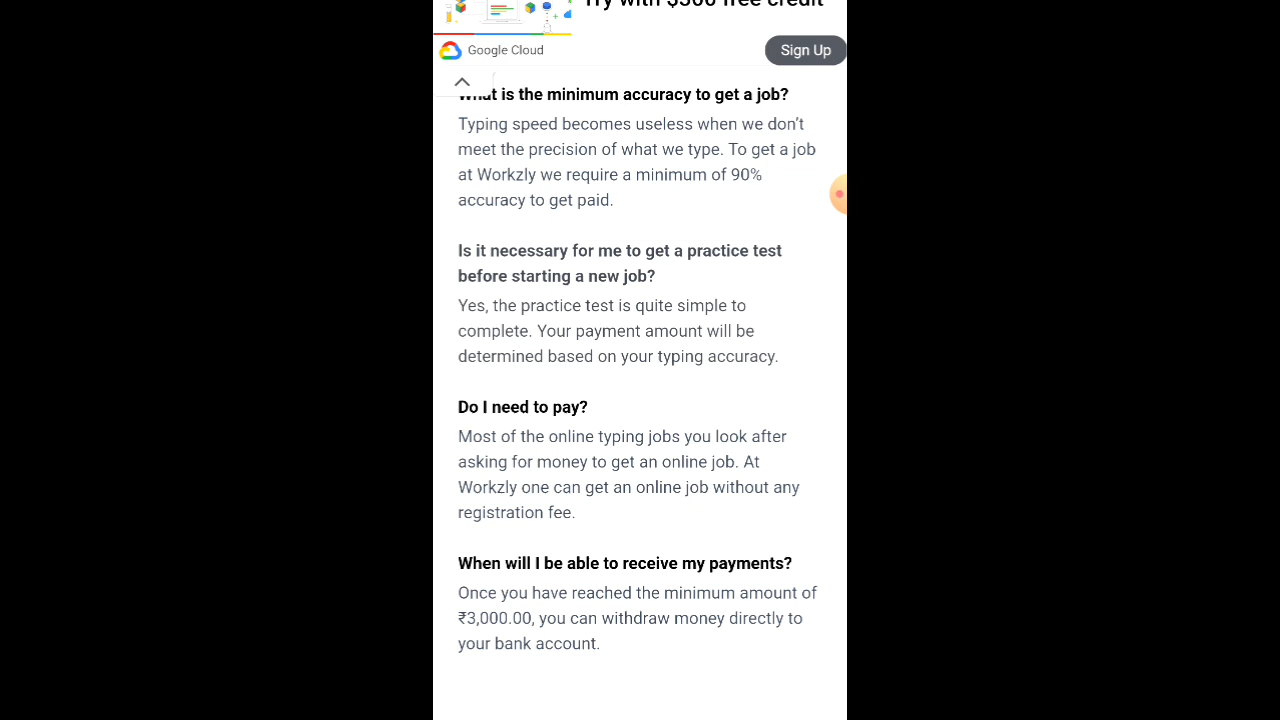 Try with $300 free credit
Google Cloud
Sign Up
What is the minimum accuracy to get a job?
Typing speed becomes useless when we don't
meet the precision of what we type. To get a job
at Workzly we require a minimum of 90%
accuracy to get paid.
Is it necessary for me to get a practice test
before starting a new job?
Yes, the practice test is quite simple to
complete. Your payment amount will be
determined based on your typing accuracy.
Do I need to pay?
Most of the online typing jobs you look after
asking for money to get an online job. At
Workzly one can get an online job without any
registration fee.
When will I be able to receive my payments?
Once you have reached the minimum amount of
₹3,000.00, you can withdraw money directly to
your bank account.